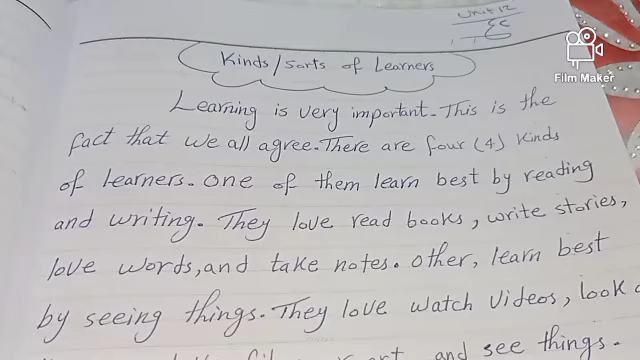 Unit 12
Film Maker
Kinds/Sorts of Learners
Learning is very important. This is the
fact that we all agree. There are four (4) Kinds
of learners. One of them learn best by reading
and writing. They love read books, write stories,
love words, and take notes. Other, learn best
by seeing things. They love watch videos, look
art and see things.